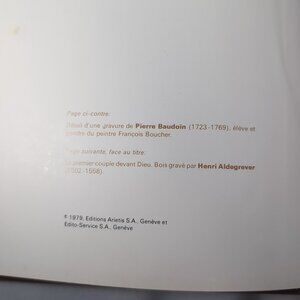 Page ci-contre:
Détail d'une gravure de Pierre Baudoin (1723-1769), élève et
gendre du peintre François Boucher.
Page suivante, face au titre:
Le premier couple devant Dieu. Bois gravé par Henri Aldegrever
(1502-1558).
© 1979, Editions Arietis S.A., Genève et
Edito-Service S.A., Genève